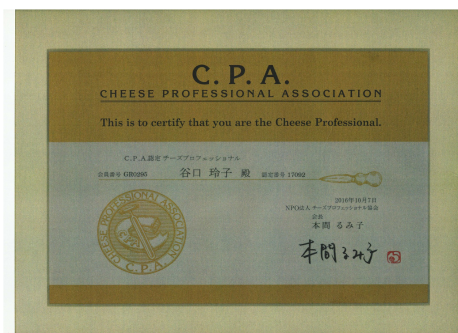 C. P. A.
CHEESE PROFESSIONAL ASSOCIATION
This is to certify that you are the Cheese Professional.
C.P.A.認定 チーズプロフェッショナル
会員番号 GR0295 谷口 玲子 殿 認定番号 17092
2016年10月7日
NPO法人 チーズプロフェッショナル協会
会長
本間 るみ子
本間るみ子
CHEESE PROFESSIONAL ASSOCIATION
C.P.A.